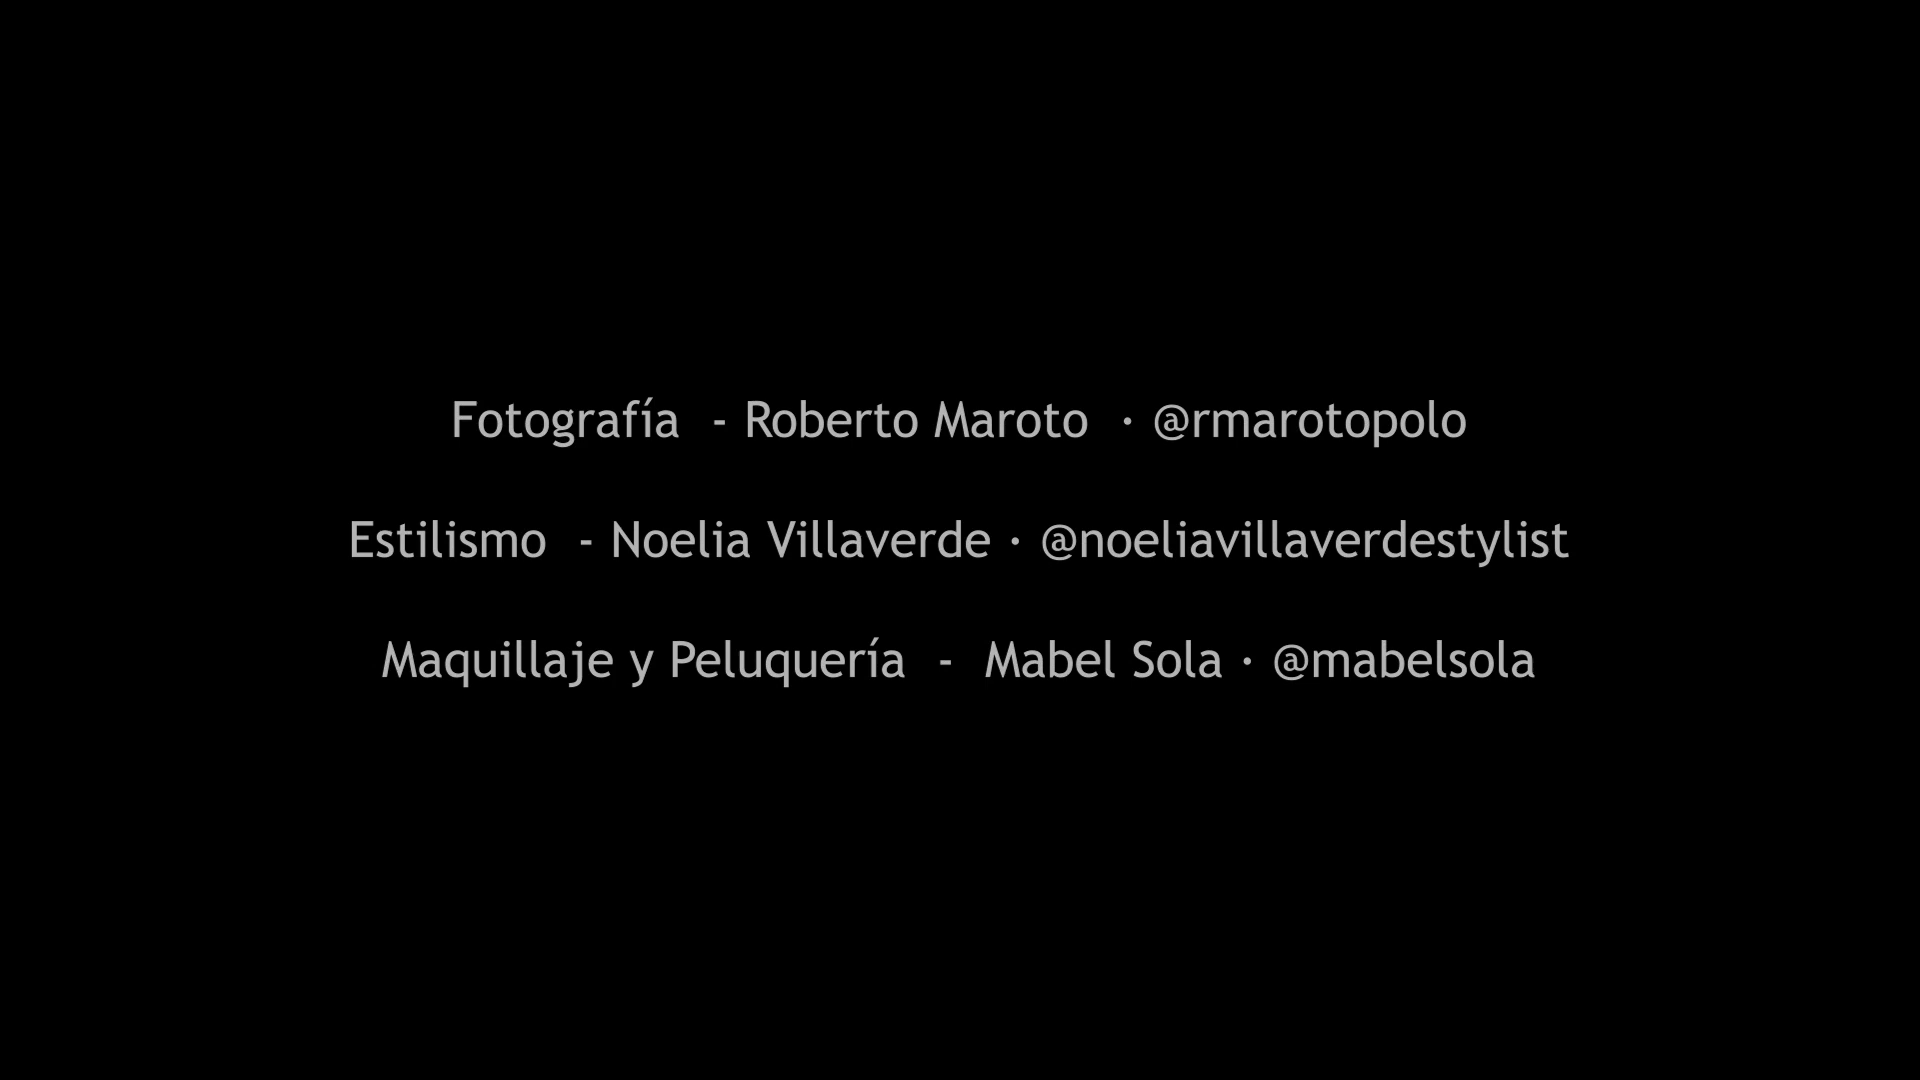 Fotografía - Roberto Maroto · @rmarotopolo
Estilismo - Noelia Villaverde · @noeliavillaverdestylist
Maquillaje y Peluquería - Mabel Sola · @mabelsola